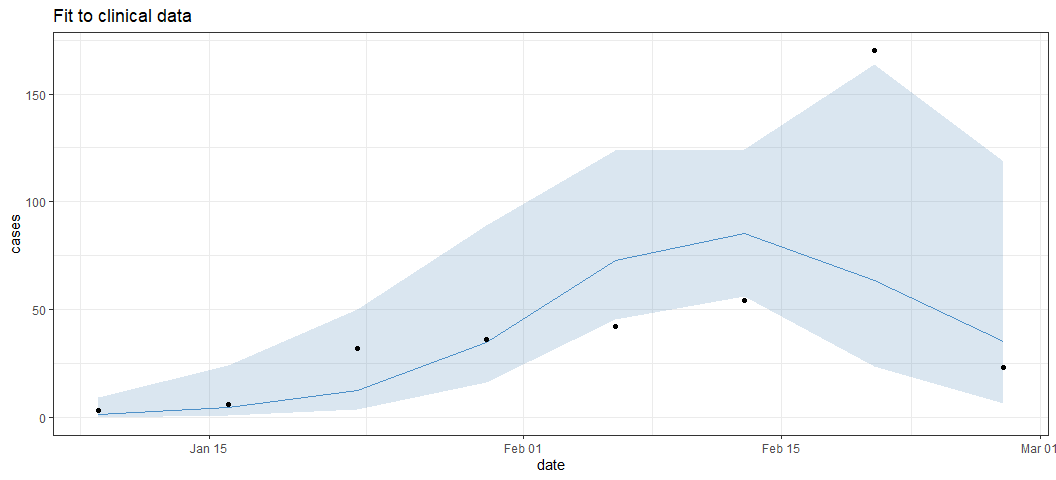 Fit to clinical data
150
100
50
0
cases
Jan 15
Feb 01
Feb 15
Mar 01
date